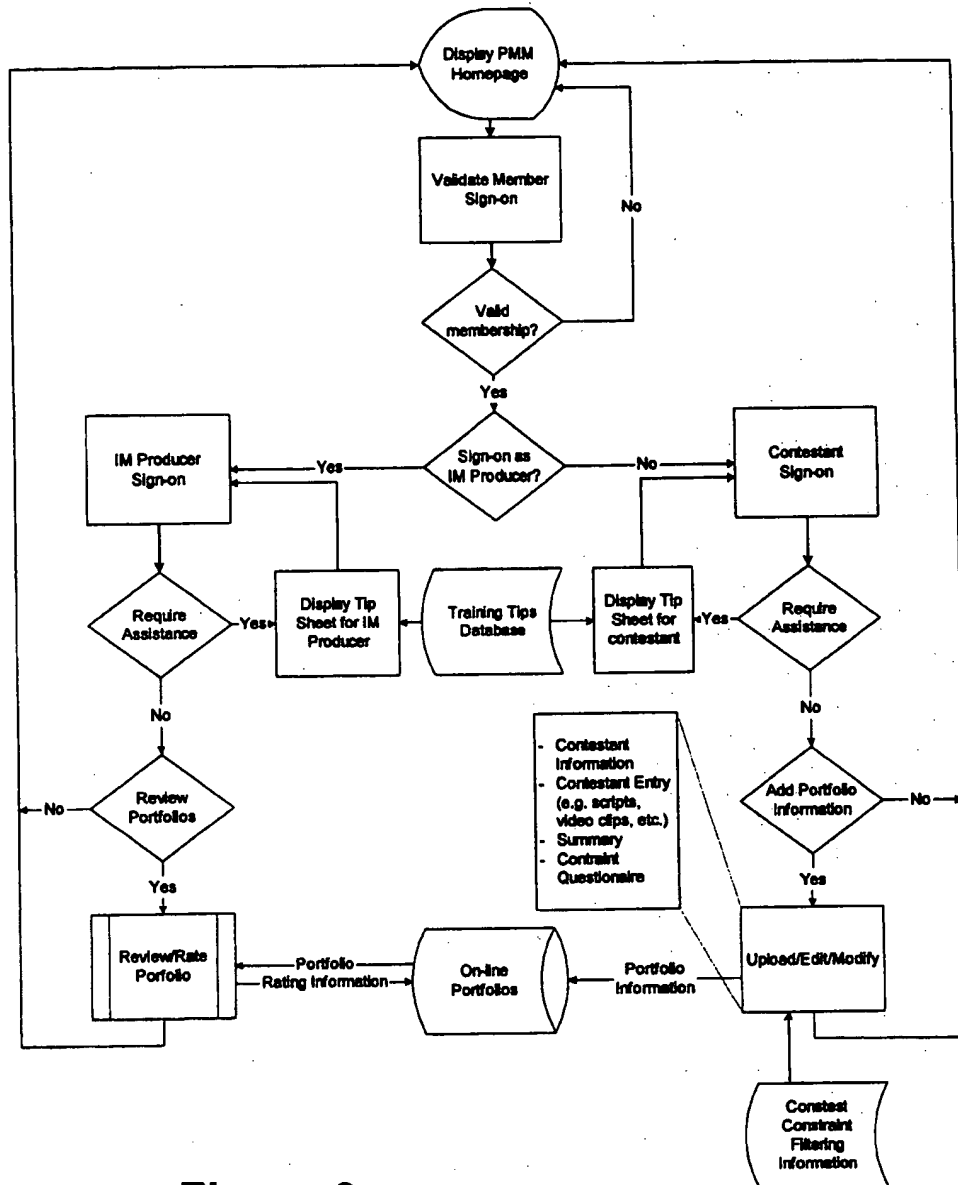 Display PMM
Homepage
Validate Member
Sign-on
No
Valid
membership?
Yes
IM Producer
Sign-on
Yes
Sign-on as
IM Producer?
No
Contestant
Sign-on
Require
Assistance
Yes
Display Tip
Sheet for IM
Producer
Training Tips
Database
Display Tip
Sheet for
contestant
Yes
Require
Assistance
No
No
- Contestant
Information
- Contestant Entry
(e.g. scripts,
video clips, etc.)
- Summary
- Contraint
Questionaire
No
Review
Portfolios
Add Portfolio
Information
No
Yes
Yes
Review/Rate
Porfolio
Portfolio
Rating Information
On-line
Portfolios
Portfolio
Information
Upload/Edit/Modify
Constest
Constraint
Filtering
Information